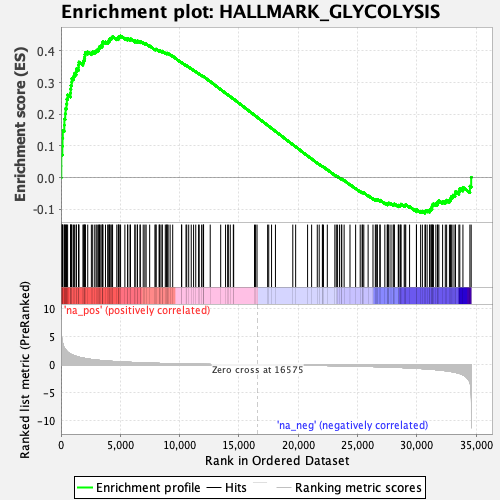 Enrichment plot: HALLMARK_GLYCOLYSIS
Enrichment score (ES)
0.4
0.3
0.2
0.1
0.0
-0.1
'na_pos' (positively correlated)
Ranked list metric (PreRanked)
10
5
0
-5
-10
Zero cross at 16575
'na_neg' (negatively correlated)
0
5,000
10,000
15,000
20,000
25,000
30,000
35,000
Rank in Ordered Dataset
Enrichment profile
Hits
Ranking metric scores